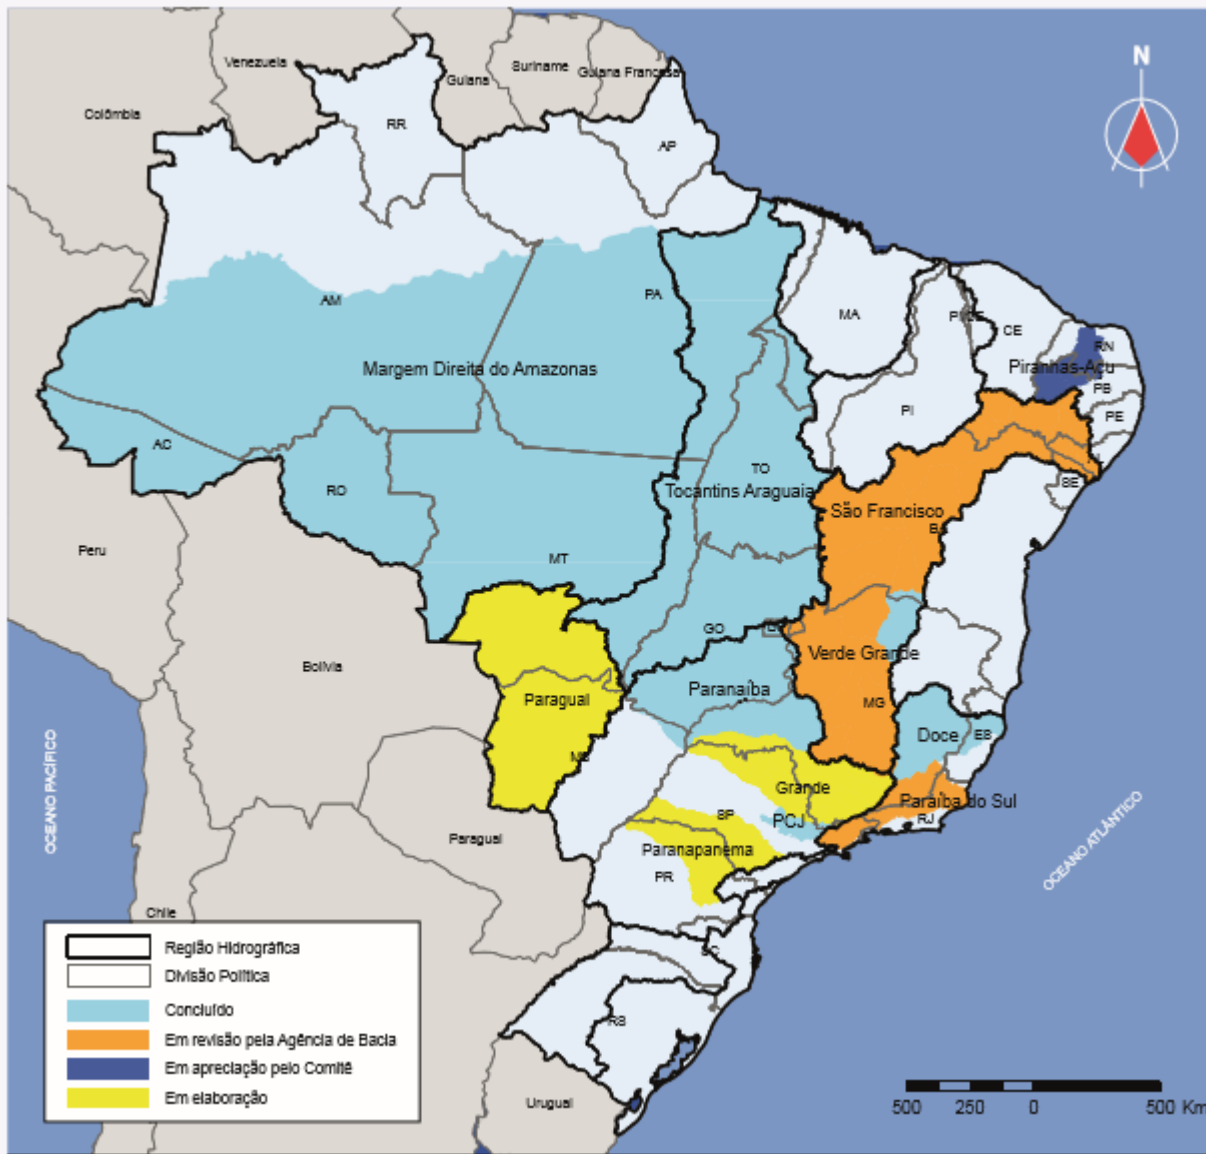 N
Venezuela
Suriname
Guiana Francesa
Guiana
Colômbia
RR
AP
AM
PA
MA
CE
RN
Piranhas-Açu
PB
PI
PE
Margem Direita do Amazonas
AC
TO
SE
RO
Tocantins Araguaia
São Francisco
Peru
MT
GO
Verde Grande
Bolívia
Paranaíba
Paraguai
MG
Doce
ES
Grande
Paraíba do Sul
SP
PCJ
RJ
OCEANO PACÍFICO
OCEANO ATLÂNTICO
Paraguai
Paranapanema
PR
Chile
RS
Uruguai
Região Hidrográfica
Divisão Política
Concluído
Em revisão pela Agência de Bacia
Em apreciação pelo Comitê
Em elaboração
500 250 0 500 Km